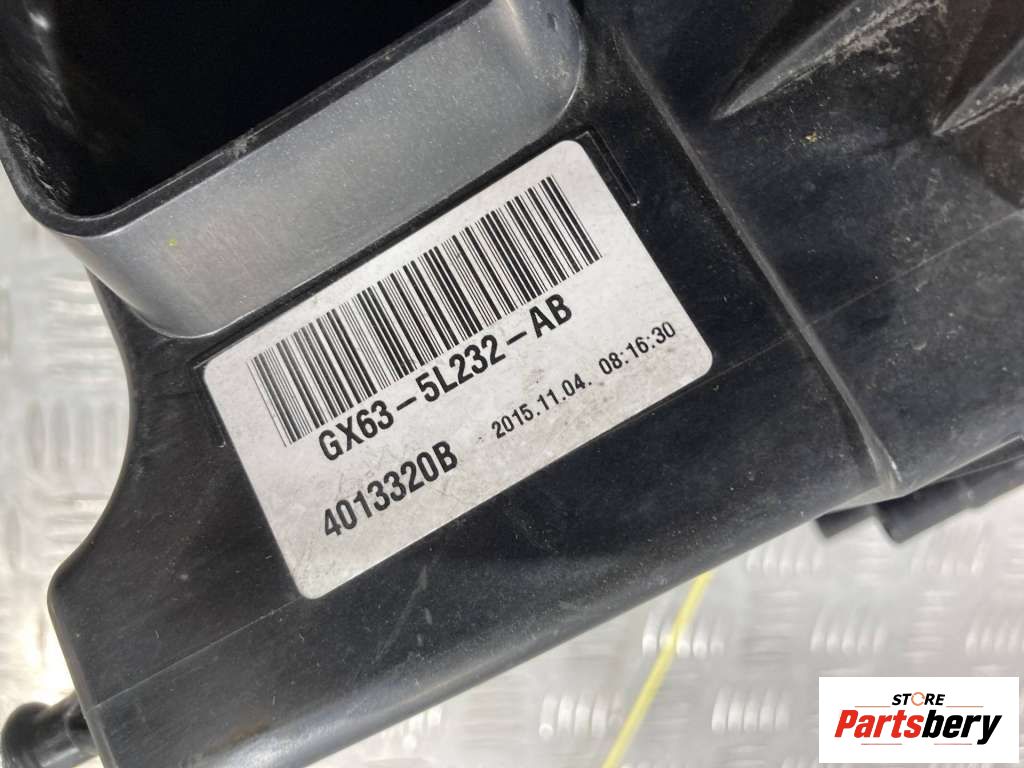 GX63-5L232-AB
4013320B 2015.11.04. 08:16:30
STORE
Partsbery